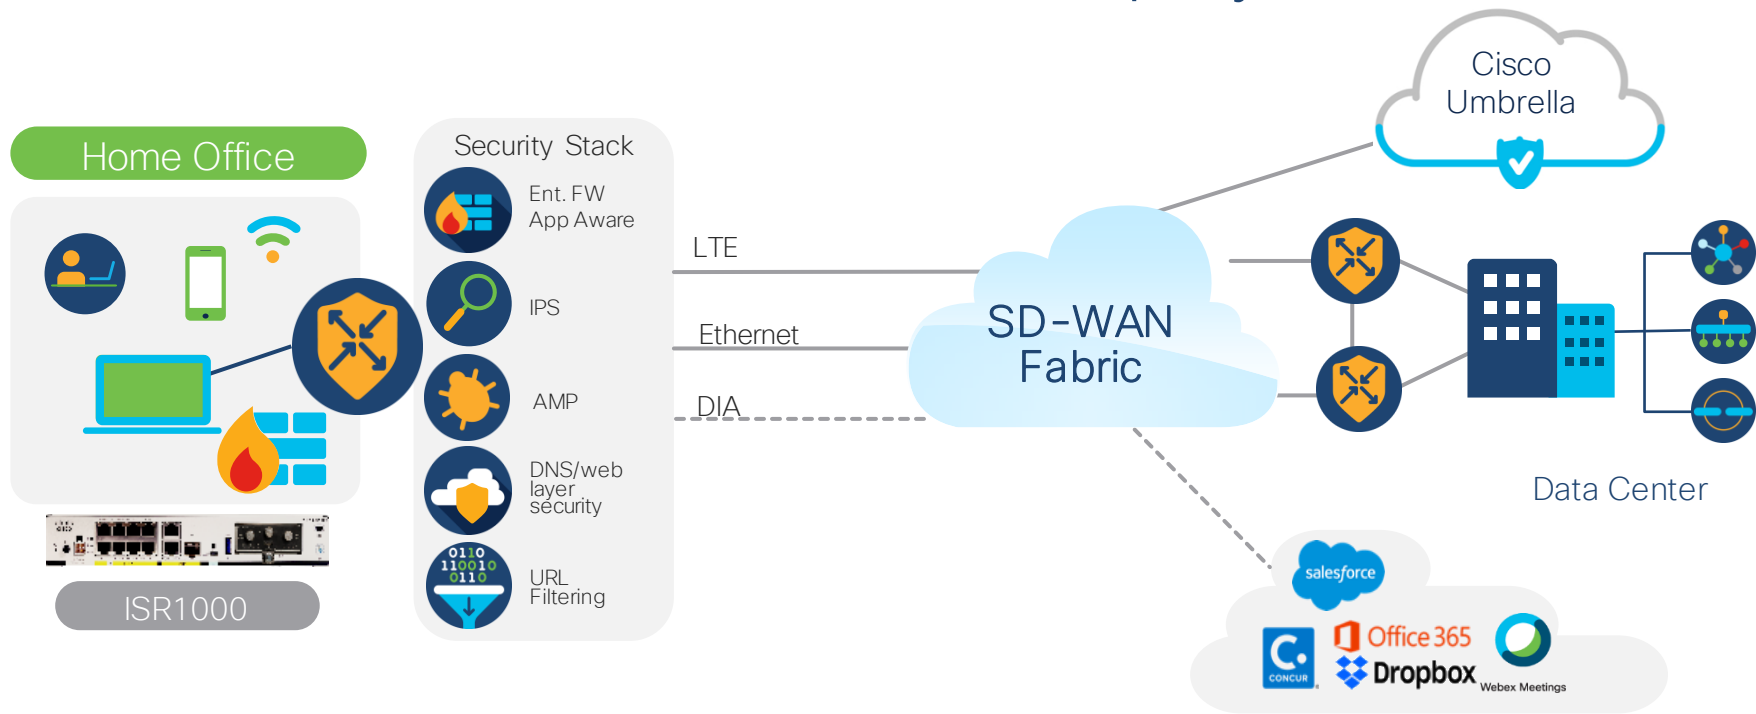 Home Office
ISR1000
Security Stack
Ent. FW
App Aware
IPS
AMP
DNS/web
layer
security
0110
110010
0110
URL
Filtering
LTE
Ethernet
DIA
SD-WAN
Fabric
Cisco
Umbrella
Data Center
salesforce
C.
CONCUR
Office 365
Dropbox
Webex Meetings